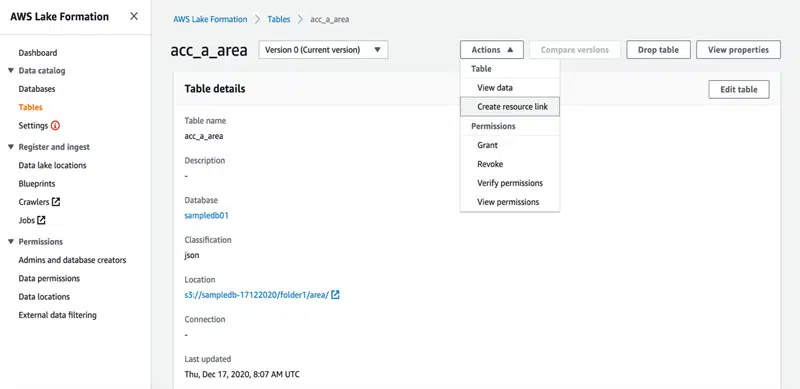 AWS Lake Formation
Dashboard
Data catalog
Databases
Tables
Settings
Register and ingest
Data lake locations
Blueprints
Crawlers
Jobs
Permissions
Admins and database creators
Data permissions
Data locations
External data filtering
AWS Lake Formation > Tables > acc_a_area
acc_a_area
Version 0 (Current version)
Actions
Compare versions
Drop table
View properties
Table
View data
Create resource link
Permissions
Grant
Revoke
Verify permissions
View permissions
Table details
Edit table
Table name
acc_a_area
Description
-
Database
sampledb01
Classification
json
Location
s3://sampledb-17122020/folder1/area/
Connection
-
Last updated
Thu, Dec 17, 2020, 8:07 AM UTC